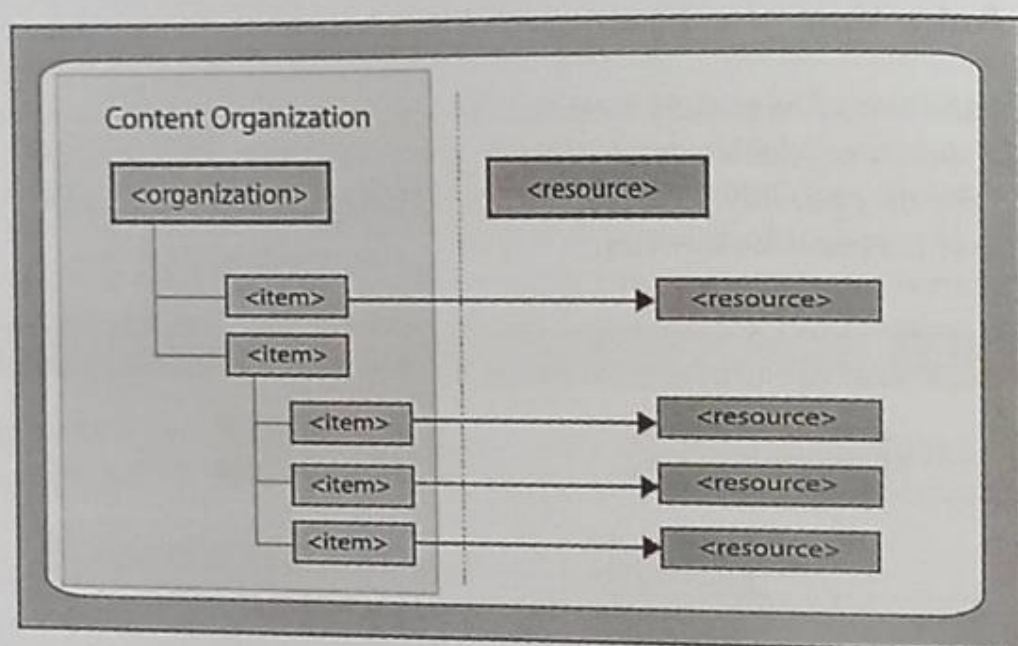 Content Organization
<organization>
<resource>
<item>
<resource>
<item>
<item>
<resource>
<item>
<resource>
<item>
<resource>